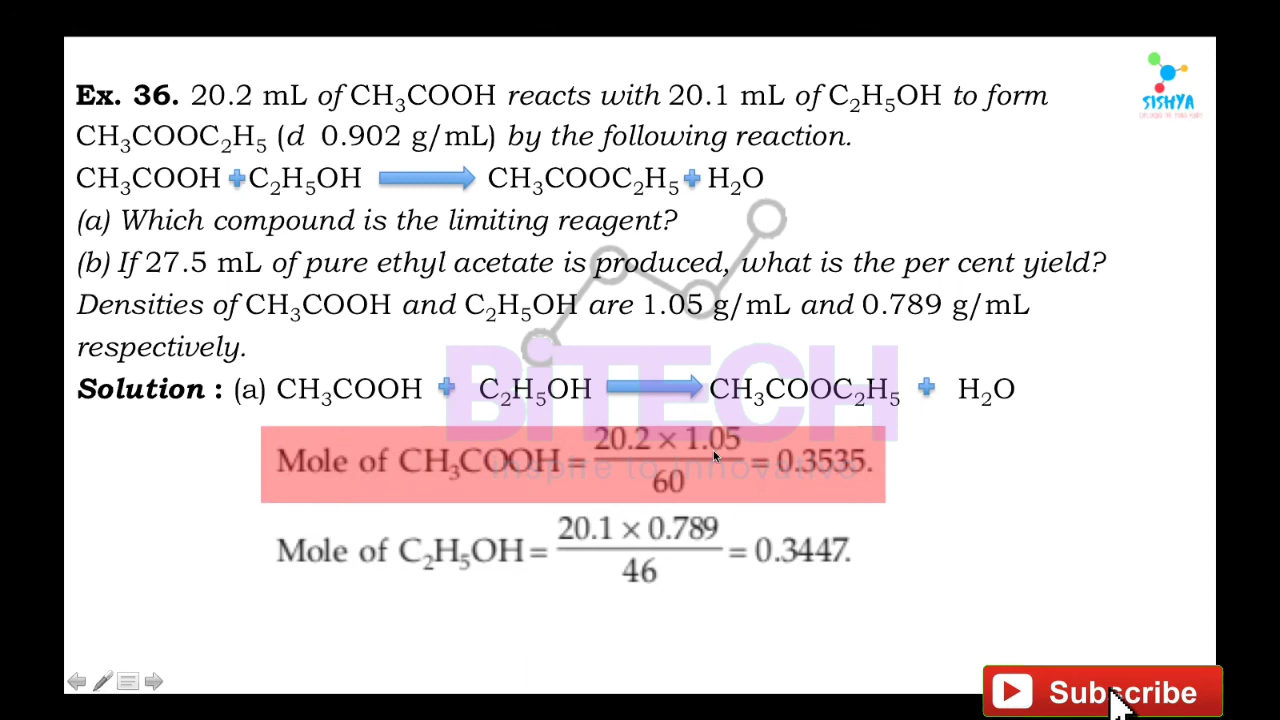 Ex. 36. 20.2 mL of CH₃COOH reacts with 20.1 mL of C₂H₅OH to form
SISHYA
CH₃COOC₂H₅ (d 0.902 g/mL) by the following reaction.
CH₃COOH + C₂H₅OH → CH₃COOC₂H₅ + H₂O
(a) Which compound is the limiting reagent?
(b) If 27.5 mL of pure ethyl acetate is produced, what is the per cent yield?
Densities of CH₃COOH and C₂H₅OH are 1.05 g/mL and 0.789 g/mL
respectively.
BiTECH
Solution : (a) CH₃COOH + C₂H₅OH → CH₃COOC₂H₅ + H₂O
Mole of CH₃COOH = 20.2 × 1.05 / 60 = 0.3535.
inspire to innovative
Mole of C₂H₅OH = 20.1 × 0.789 / 46 = 0.3447.
Subscribe